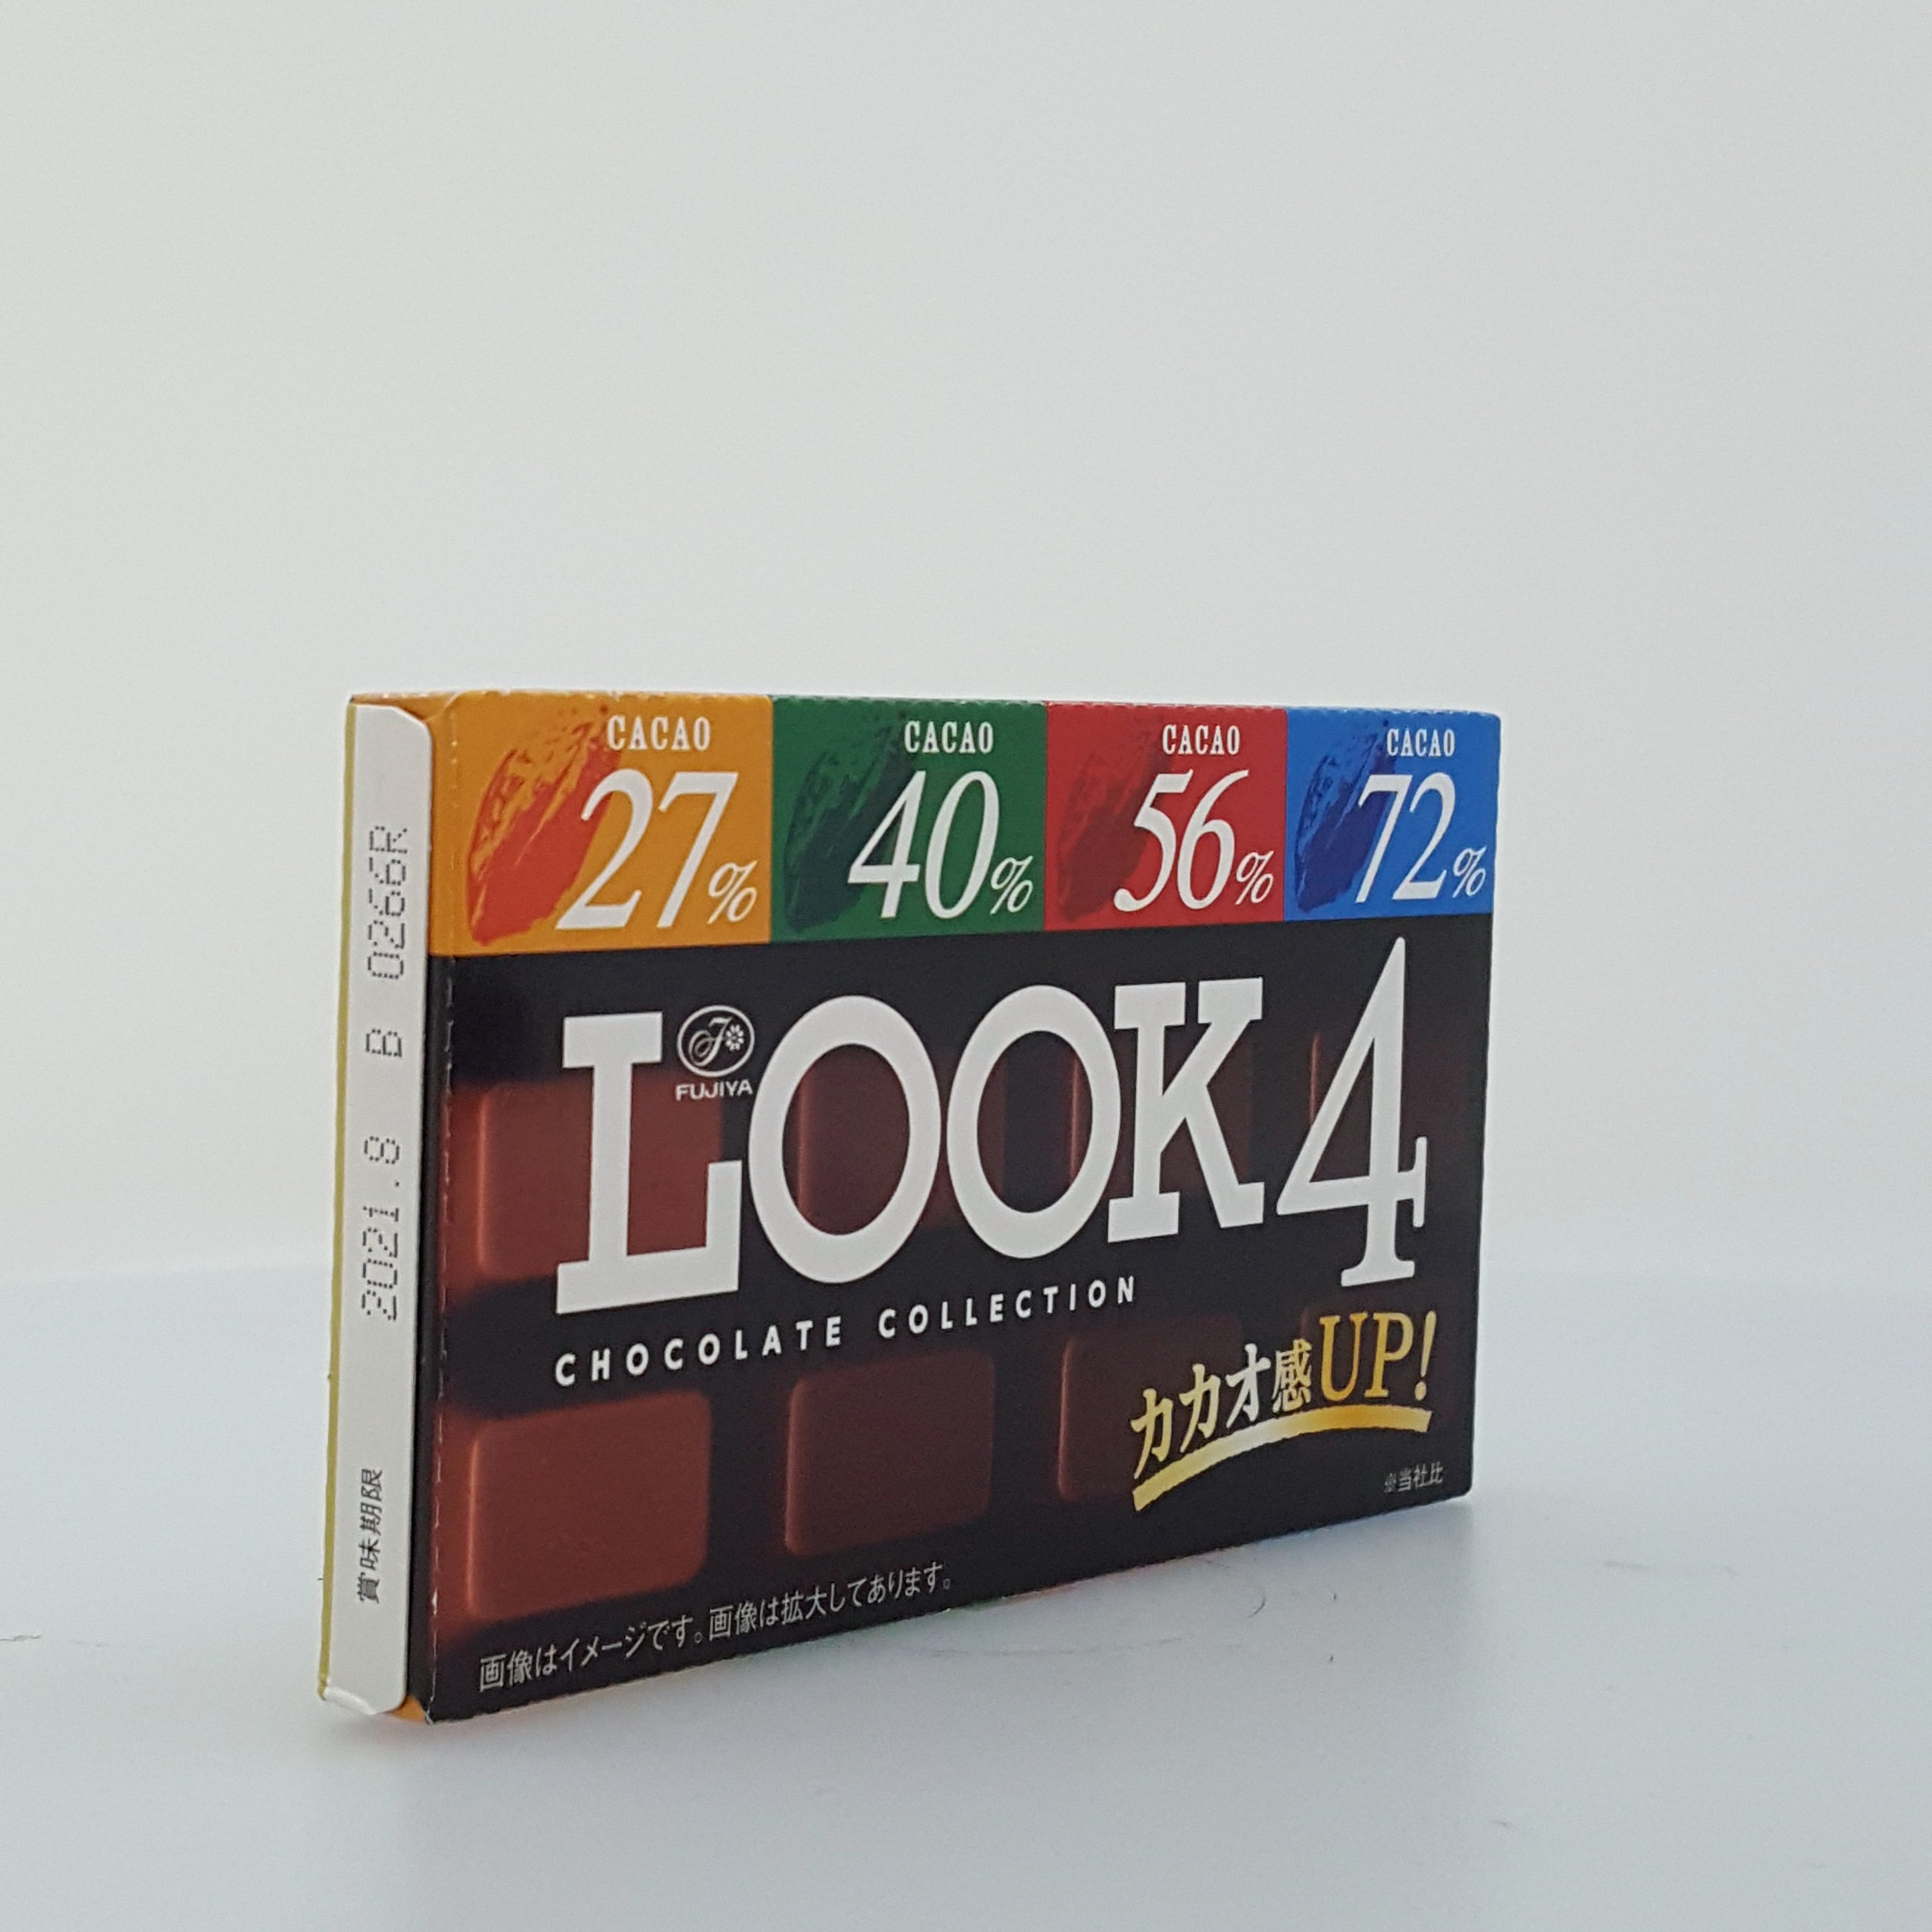 CACAO 27%
CACAO 40%
CACAO 56%
CACAO 72%
LOOK4
FUJIYA
CHOCOLATE COLLECTION
カカオ感UP!
※当社比
画像はイメージです。画像は拡大してあります。
賞味期限 2021.8 B 0266R